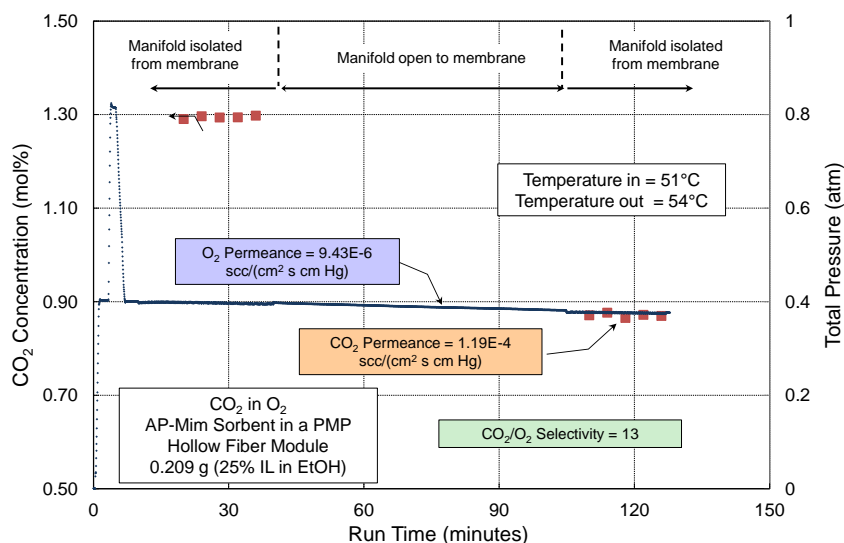 Manifold isolated
from membrane
Manifold open to membrane
Manifold isolated
from membrane
CO₂ Concentration (mol%)
1.50
1.30
1.10
0.90
0.70
0.50
Total Pressure (atm)
1
0.8
0.6
0.4
0.2
0
Temperature in = 51°C
Temperature out = 54°C
O₂ Permeance = 9.43E-6
scc/(cm² s cm Hg)
CO₂ Permeance = 1.19E-4
scc/(cm² s cm Hg)
CO₂ in O₂
AP-Mim Sorbent in a PMP
Hollow Fiber Module
0.209 g (25% IL in EtOH)
CO₂/O₂ Selectivity = 13
0 30 60 90 120 150
Run Time (minutes)